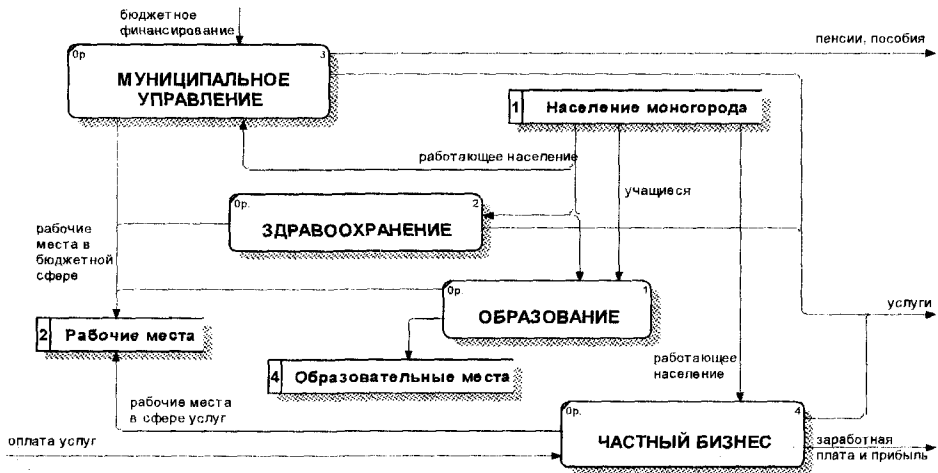 бюджетное
финансирование
0р. 3
МУНИЦИПАЛЬНОЕ
УПРАВЛЕНИЕ
пенсии, пособия
1 Население моногорода
работающее население
учащиеся
0р. 2
ЗДРАВООХРАНЕНИЕ
рабочие
места в
бюджетной
сфере
0р. 1
ОБРАЗОВАНИЕ
услуги
2 Рабочие места
4 Образовательные места
работающее
население
рабочие места
в сфере услуг
0р. 4
ЧАСТНЫЙ БИЗНЕС
оплата услуг
заработная
плата и прибыль